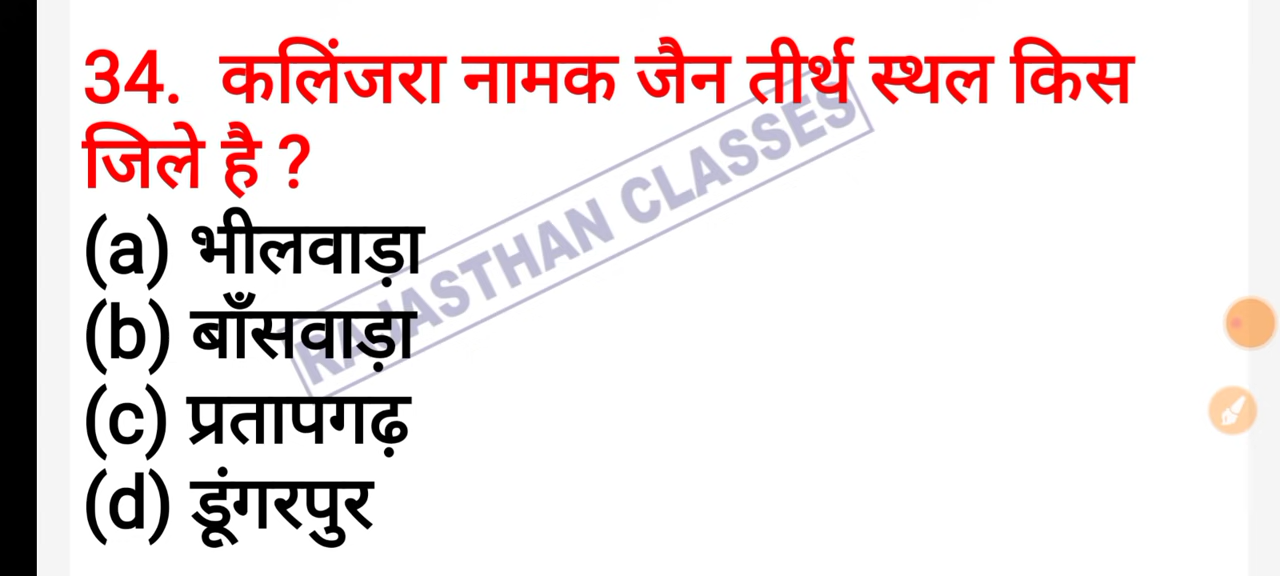 34. कलिंजरा नामक जैन तीर्थ स्थल किस
जिले है ?
(a) भीलवाड़ा
(b) बाँसवाड़ा
(c) प्रतापगढ़
(d) डूंगरपुर
RAJASTHAN CLASSES